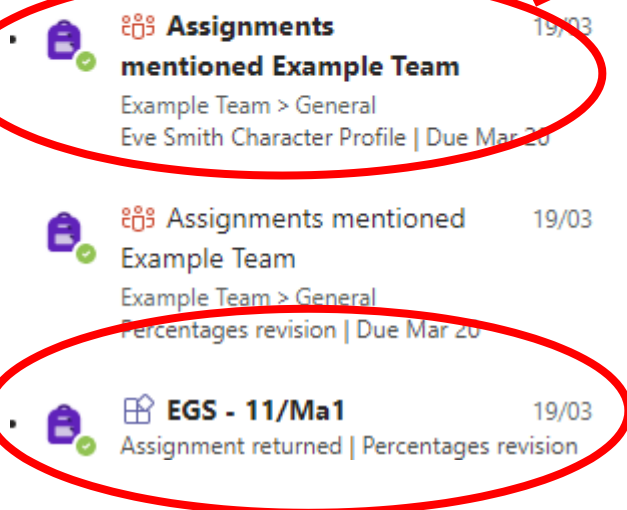 Assignments 19/03
mentioned Example Team
Example Team > General
Eve Smith Character Profile | Due Mar 20
Assignments mentioned 19/03
Example Team
Example Team > General
Percentages revision | Due Mar 20
EGS - 11/Ma1 19/03
Assignment returned | Percentages revision